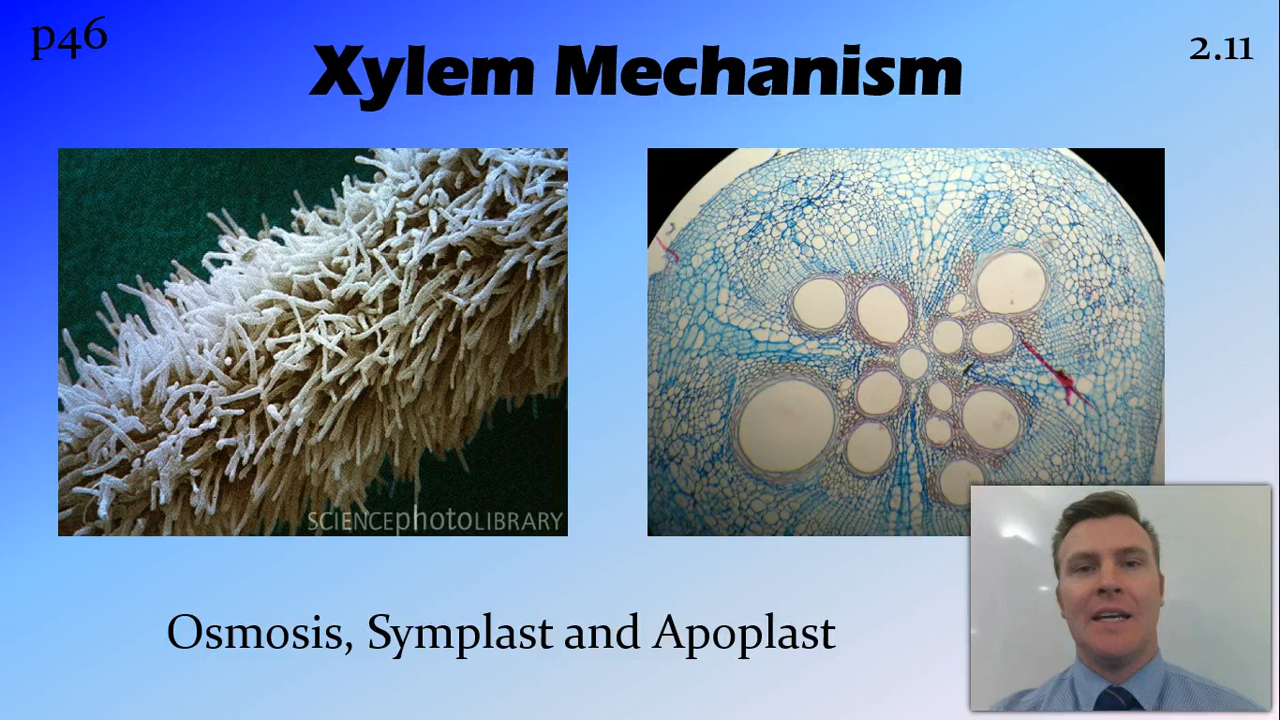 p46
Xylem Mechanism
2.11
SCIENCEphotoLIBRARY
Osmosis, Symplast and Apoplast